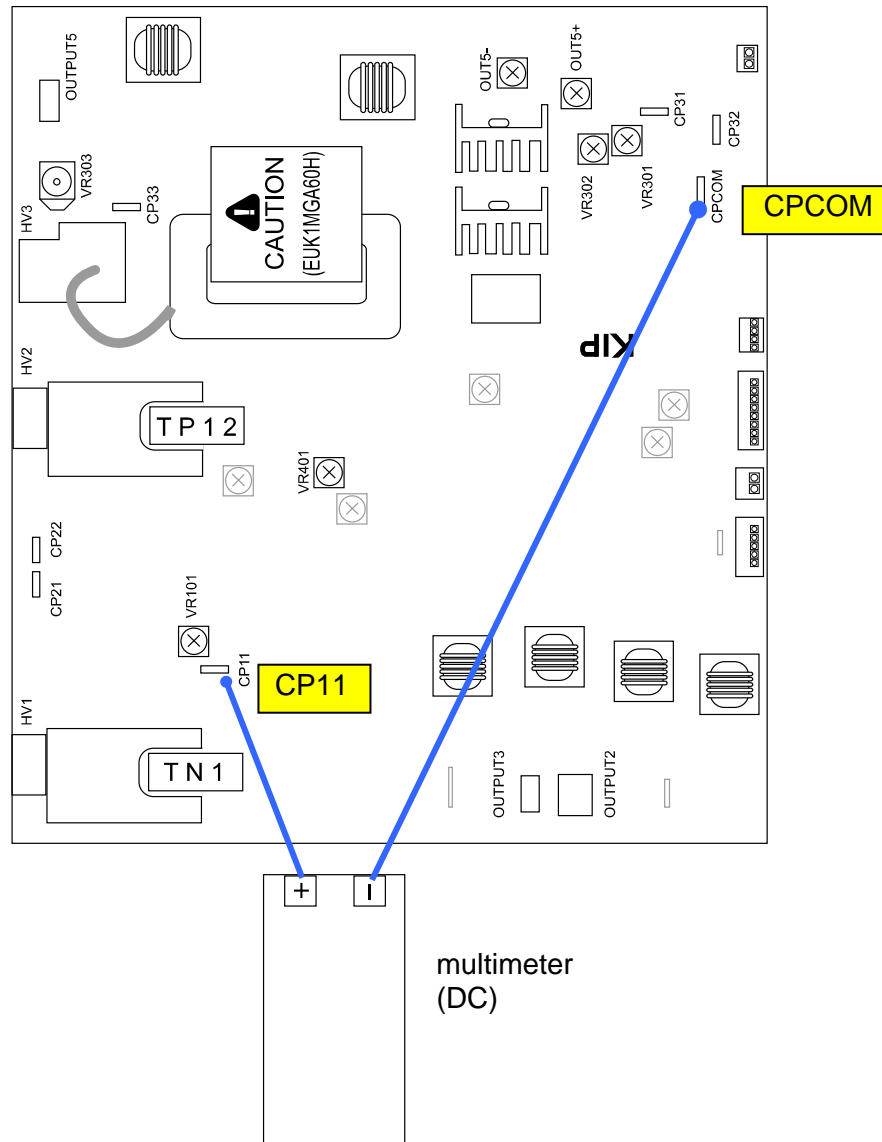 OUTPUT5
OUT5-
OUT5+
CP31
CP32
VR303
CP33
HV3
CAUTION
(EUK1MGA60H)
VR302
VR301
CPCOM
CPCOM
KIP
HV2
TP12
VR401
CP22
CP21
VR101
CP11
CP11
HV1
TN1
OUTPUT3
OUTPUT2
+
−
multimeter
(DC)